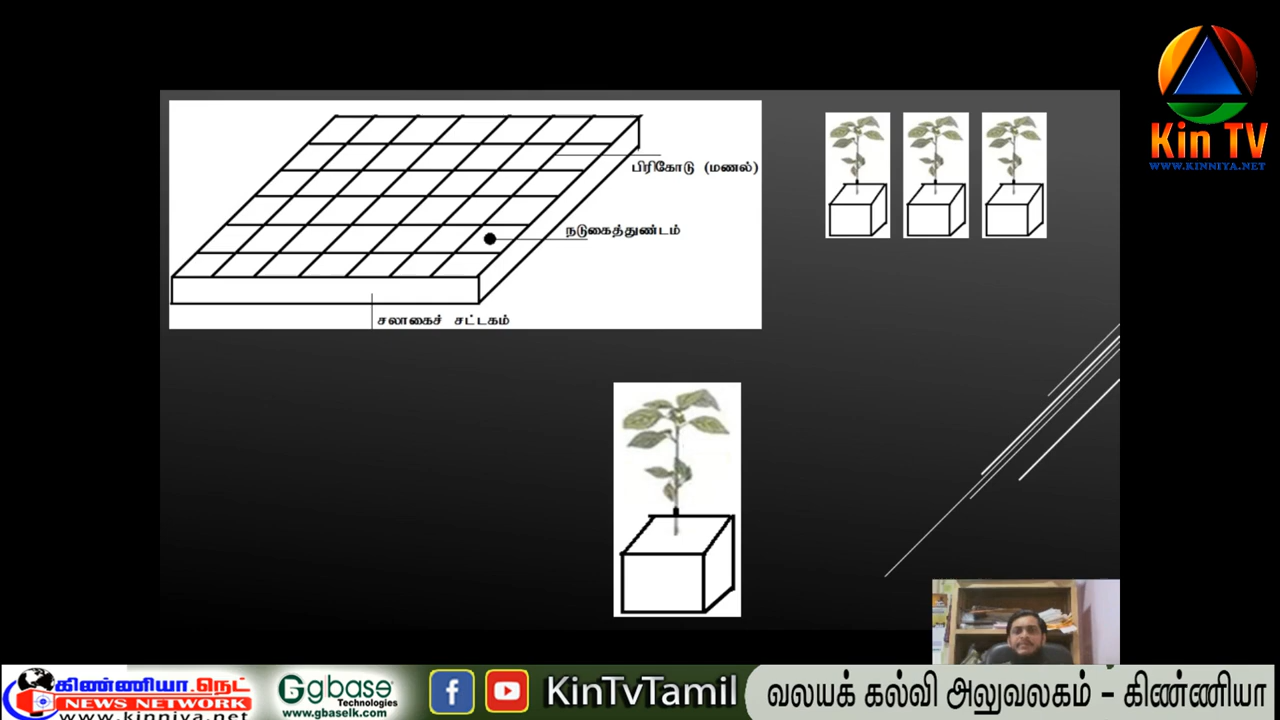 Kin TV
WWW.KINNIYA.NET
பிரிகோடு (மணல்)
நடுகைத்துண்டம்
சலாகைச் சட்டகம்
கிண்ணியா.நெட்
NEWS NETWORK
www.kinniya.net
gbase
Technologies
www.gbaselk.com
KinTvTamil
வலயக் கல்வி அலுவலகம் - கிண்ணியா